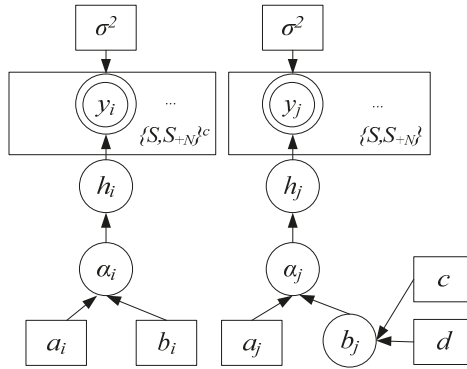 σ² σ²
y_i ... y_j ...
{S,S_{+N}}^c {S,S_{+N}}
h_i h_j
α_i α_j
c
a_i b_i a_j b_j d